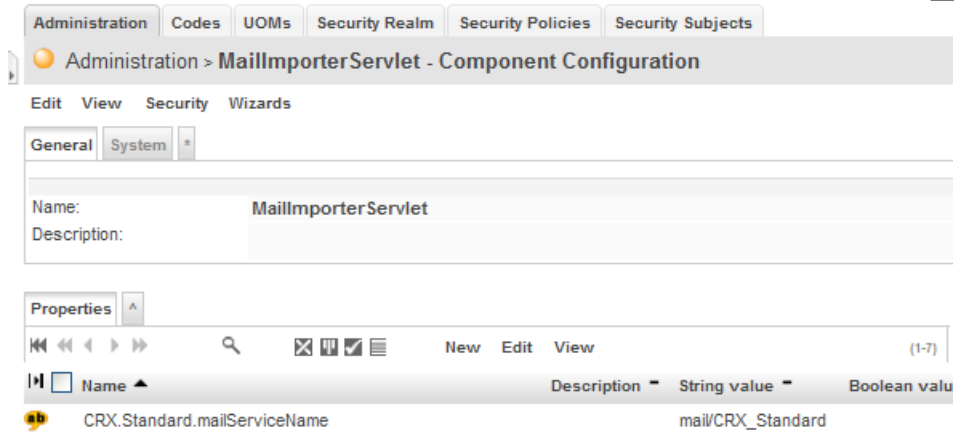 Administration Codes UOMs Security Realm Security Policies Security Subjects
Administration > MailImporterServlet - Component Configuration
Edit View Security Wizards
General System *
Name: MailImporterServlet
Description:
Properties ^
New Edit View (1-7)
Name Description String value Boolean valu
ab CRX.Standard.mailServiceName mail/CRX_Standard